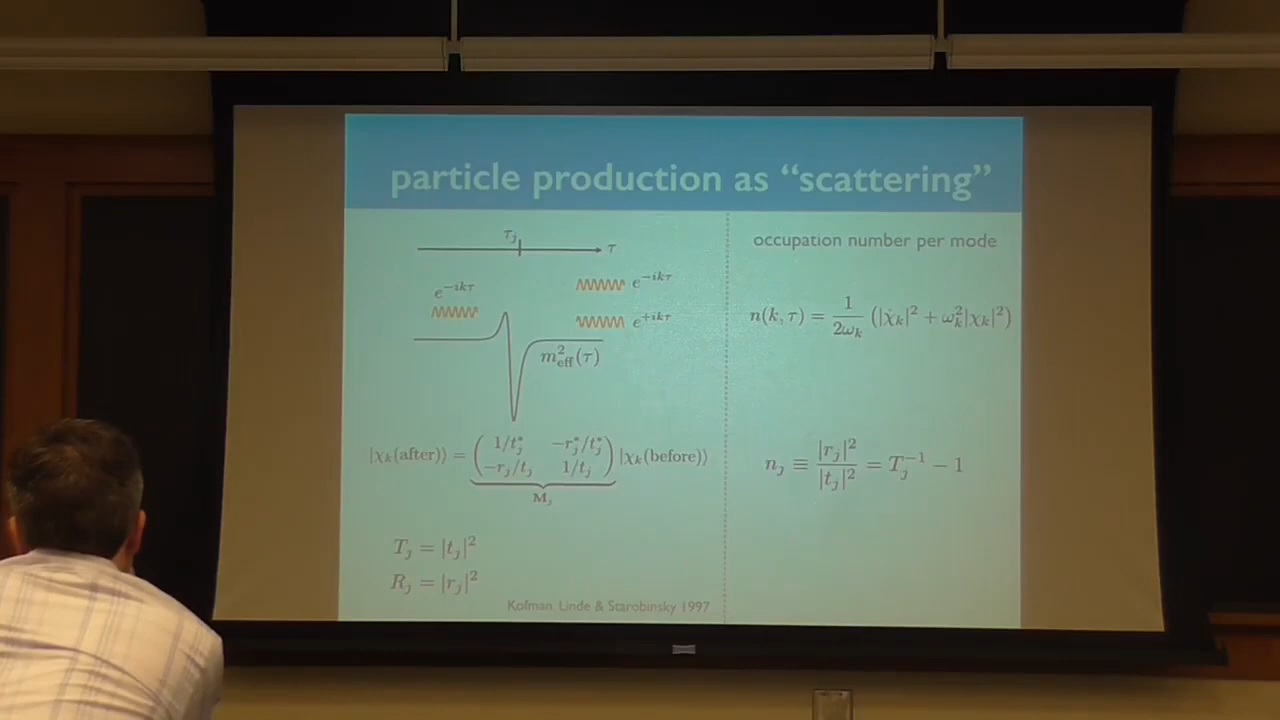 particle production as “scattering”
τ_j
τ
e^{-ikτ}
e^{-ikτ}
e^{+ikτ}
m²_eff(τ)
|χ_k(after)⟩ = ( 1/t_j^* −r_j^*/t_j^* ) |χ_k(before)⟩
−r_j/t_j 1/t_j
M_j
T_j = |t_j|²
R_j = |r_j|²
Kofman, Linde & Starobinsky 1997
occupation number per mode
n(k, τ) = 1/(2ω_k) (|χ̇_k|² + ω_k²|χ_k|²)
n_j ≡ |r_j|²/|t_j|² = T_j^{-1} − 1